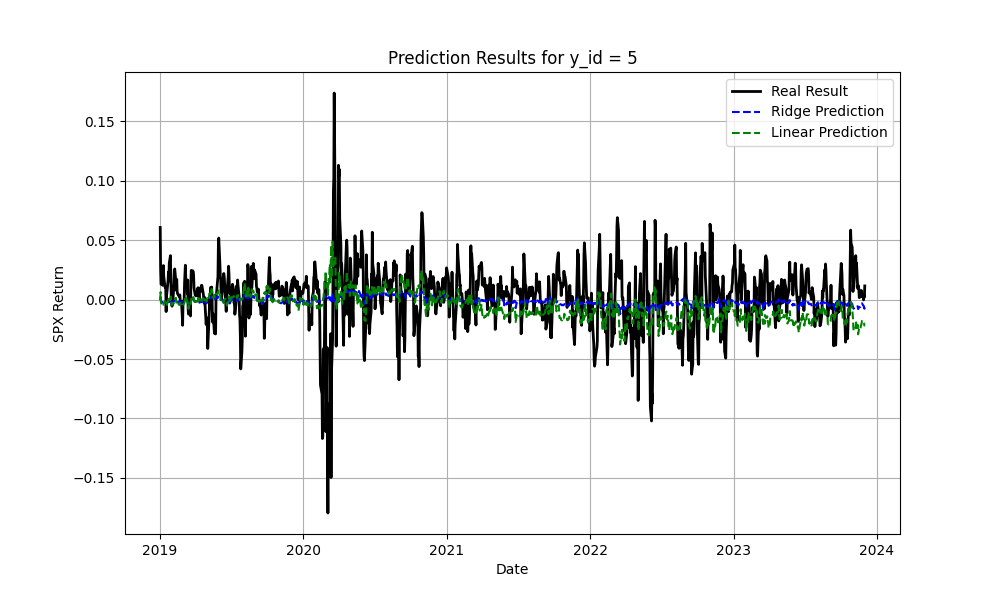 Prediction Results for y_id = 5
Real Result
Ridge Prediction
Linear Prediction
SPX Return
0.15
0.10
0.05
0.00
−0.05
−0.10
−0.15
2019 2020 2021 2022 2023 2024
Date